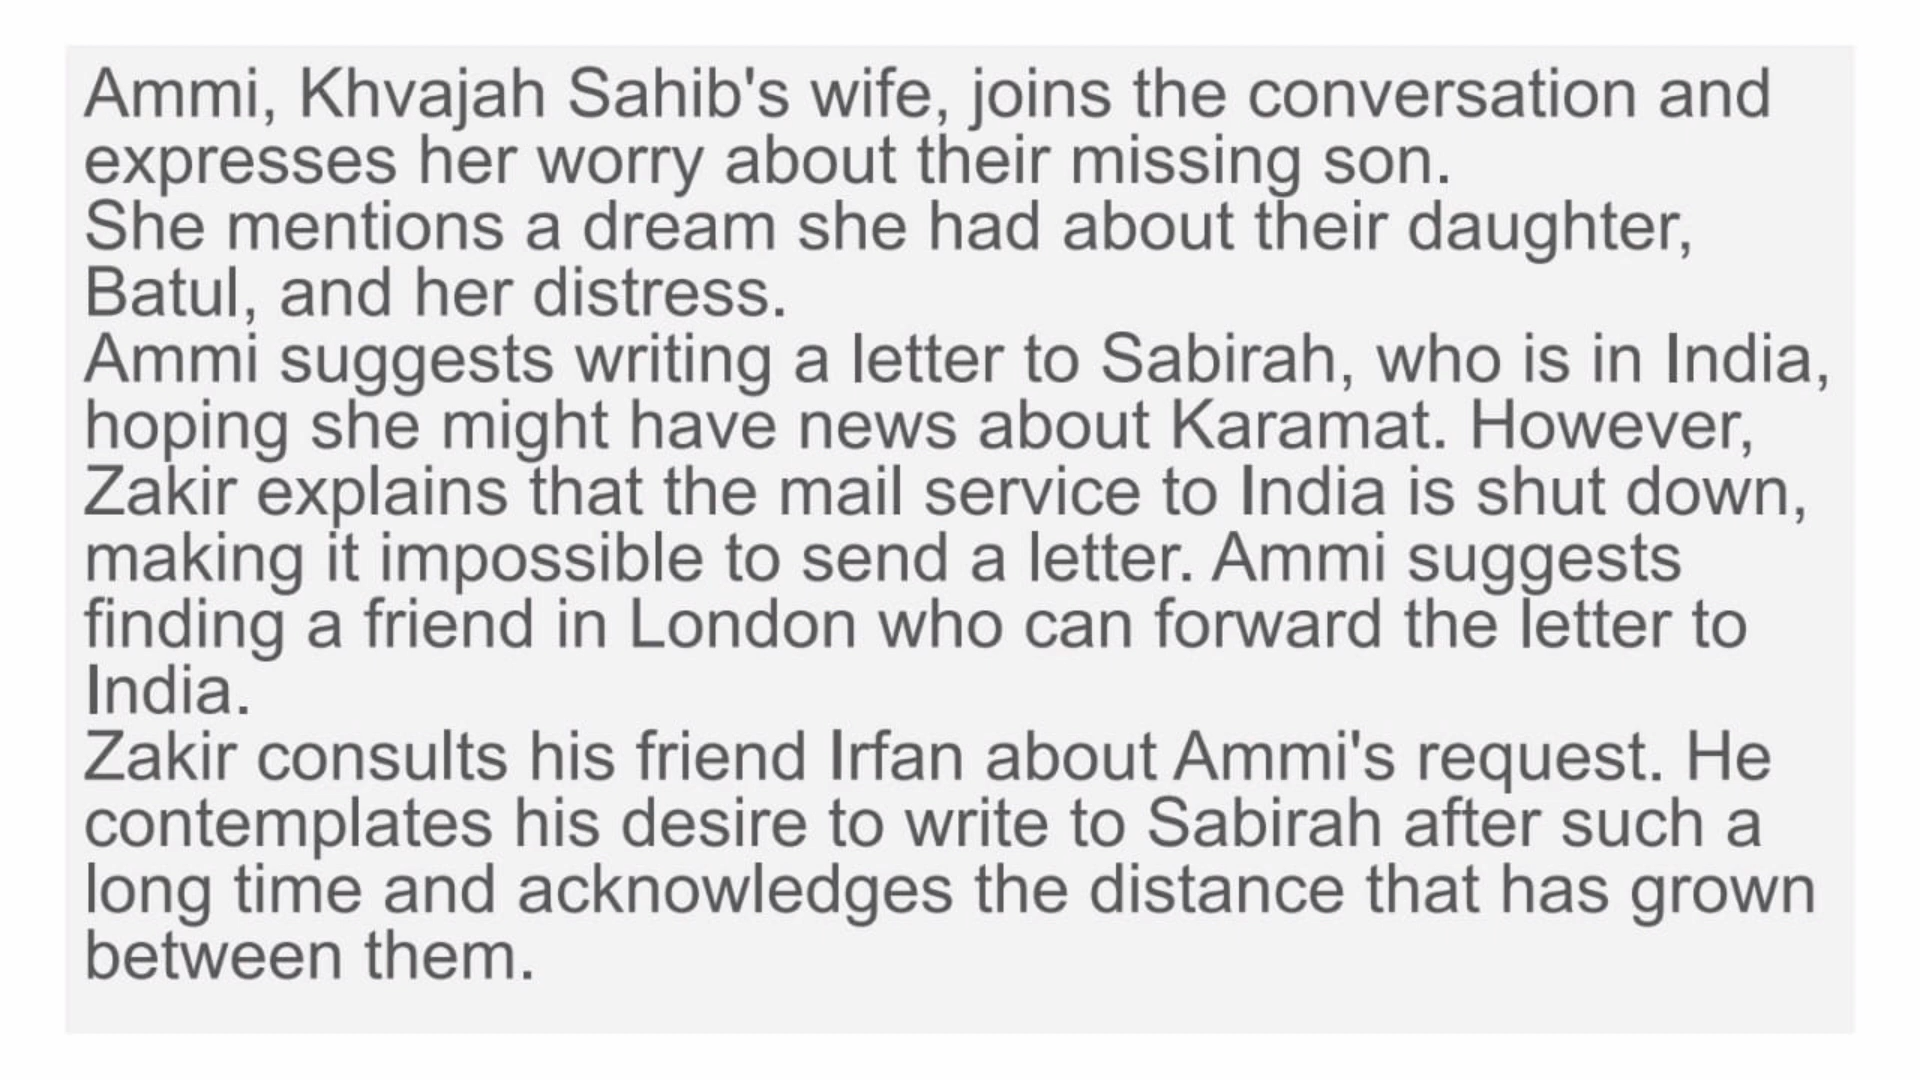 Ammi, Khvajah Sahib's wife, joins the conversation and
expresses her worry about their missing son.
She mentions a dream she had about their daughter,
Batul, and her distress.
Ammi suggests writing a letter to Sabirah, who is in India,
hoping she might have news about Karamat. However,
Zakir explains that the mail service to India is shut down,
making it impossible to send a letter. Ammi suggests
finding a friend in London who can forward the letter to
India.
Zakir consults his friend Irfan about Ammi's request. He
contemplates his desire to write to Sabirah after such a
long time and acknowledges the distance that has grown
between them.